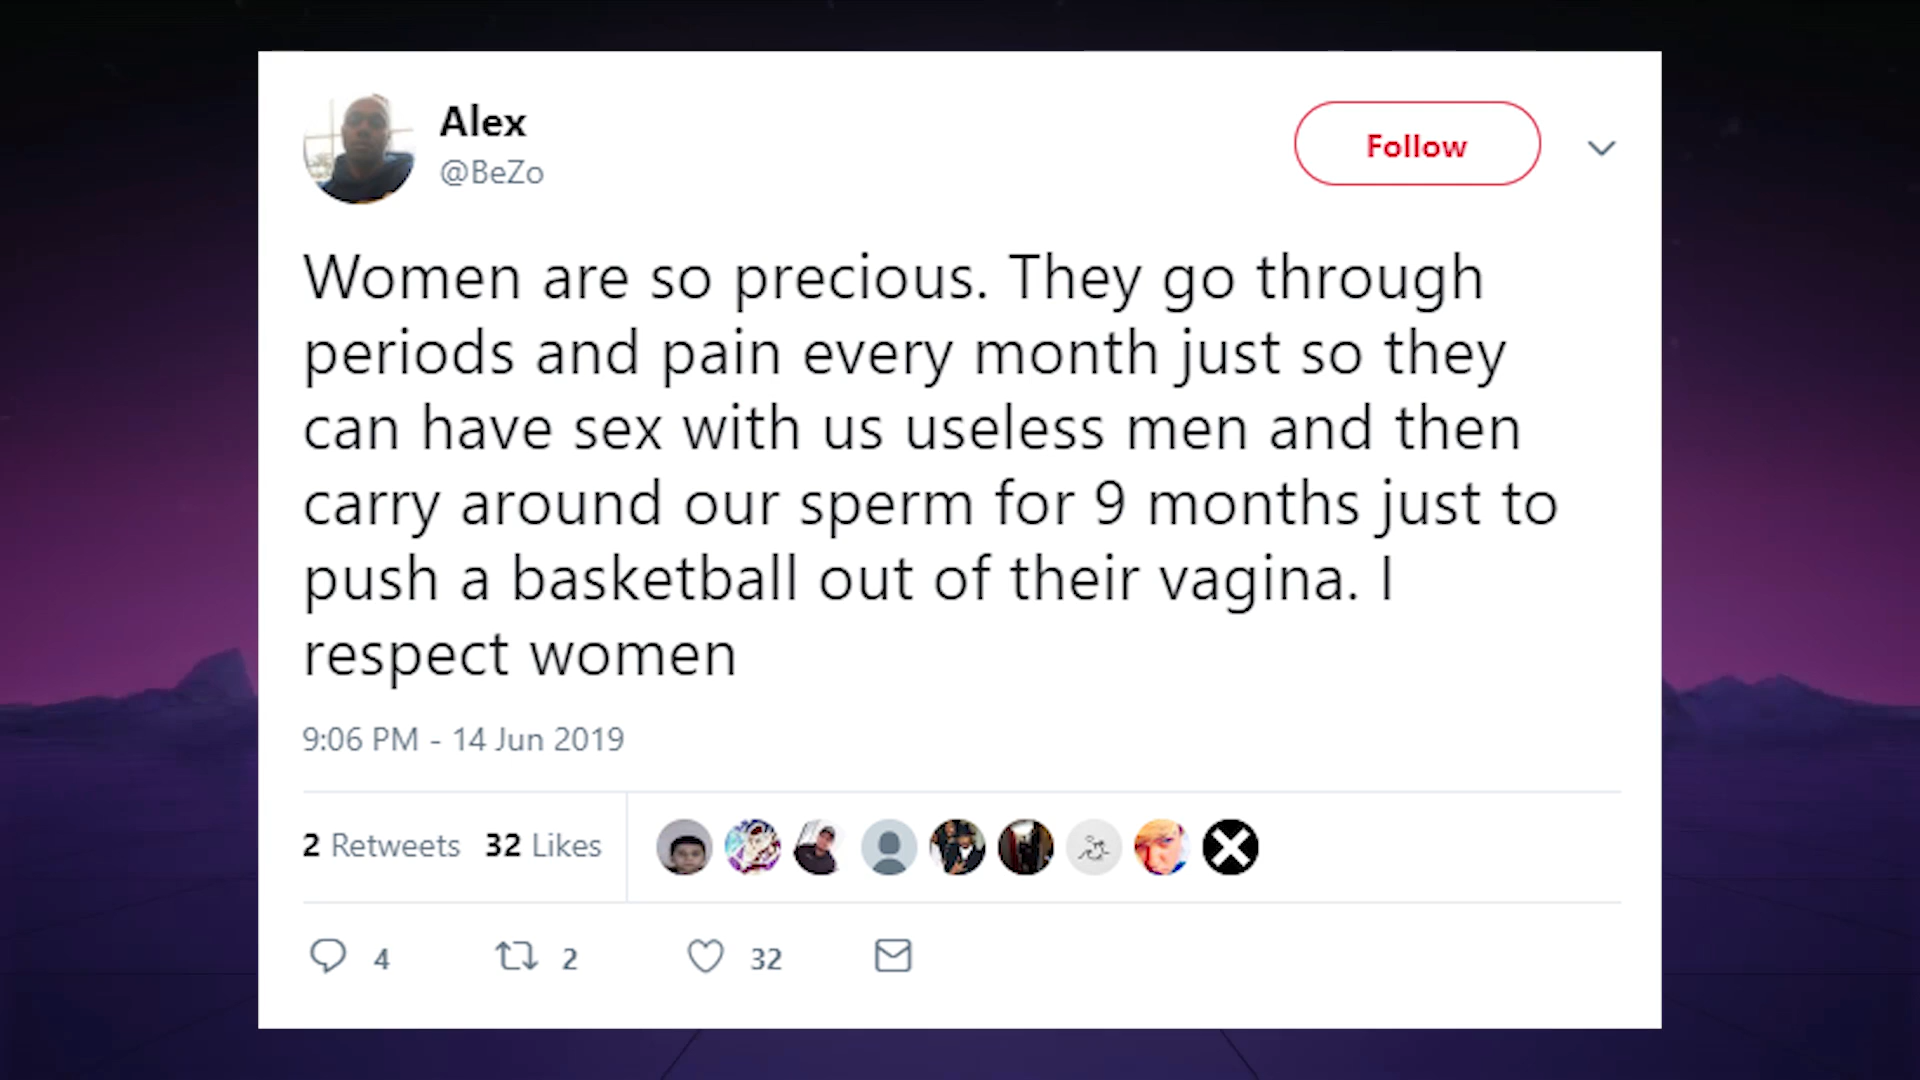 Alex
@BeZo
Follow
Women are so precious. They go through
periods and pain every month just so they
can have sex with us useless men and then
carry around our sperm for 9 months just to
push a basketball out of their vagina. I
respect women
9:06 PM - 14 Jun 2019
2 Retweets 32 Likes
4 2 32